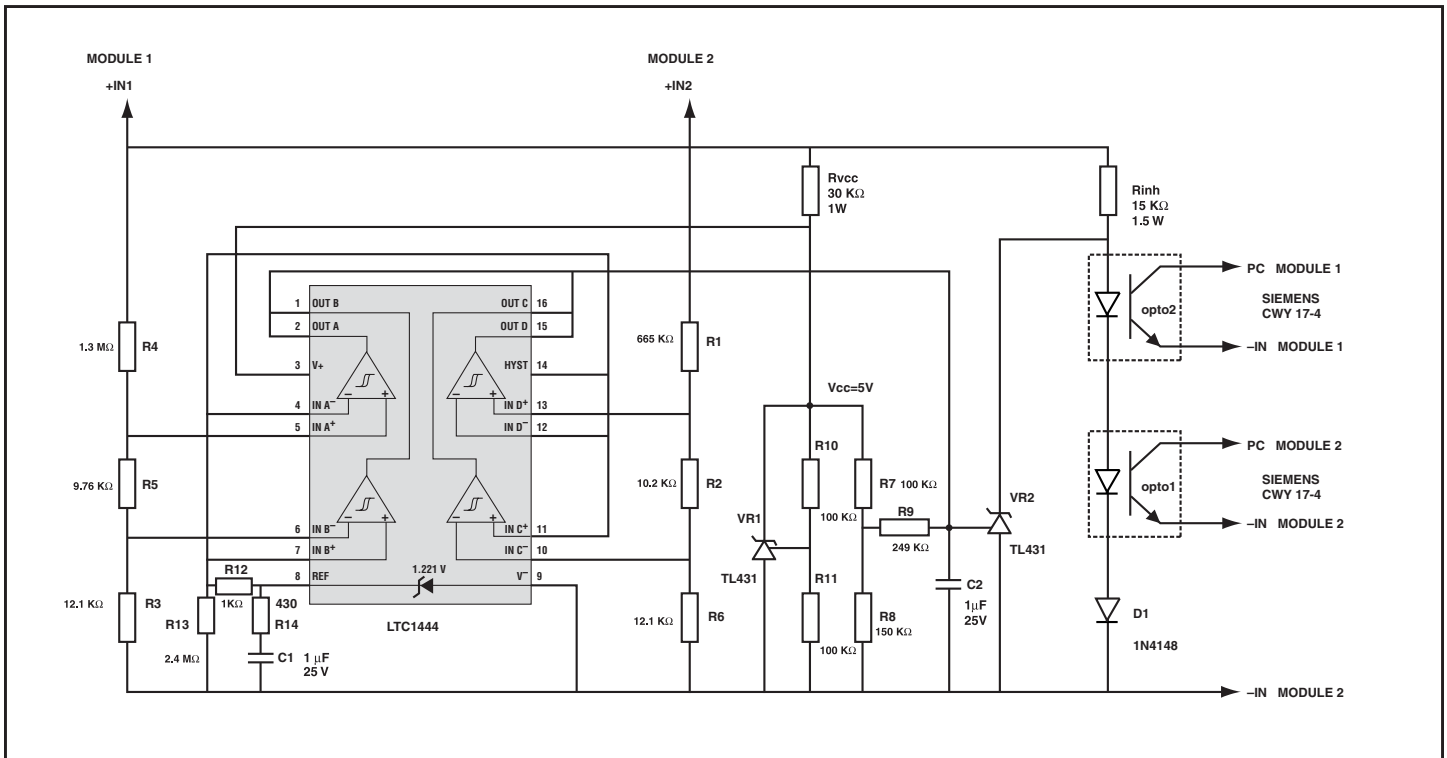 MODULE 1
+IN1
MODULE 2
+IN2
Rvcc
30 KΩ
1W
Rinh
15 KΩ
1.5 W
PC MODULE 1
SIEMENS
CWY 17-4
opto2
–IN MODULE 1
1 OUT B
2 OUT A
3 V+
4 IN A–
5 IN A+
6 IN B–
7 IN B+
8 REF
OUT C 16
OUT D 15
HYST 14
IN D+ 13
IN D– 12
IN C+ 11
IN C– 10
V– 9
1.221 V
LTC1444
1.3 MΩ R4
9.76 KΩ R5
12.1 KΩ R3
R12
1KΩ
R13
2.4 MΩ
430
R14
C1 1 μF
25 V
665 KΩ R1
10.2 KΩ R2
12.1 KΩ R6
Vcc=5V
R10
100 KΩ
R11
100 KΩ
R7 100 KΩ
R8
150 KΩ
R9
249 KΩ
VR1
TL431
VR2
TL431
C2
1μF
25V
PC MODULE 2
SIEMENS
CWY 17-4
opto1
–IN MODULE 2
D1
1N4148
–IN MODULE 2